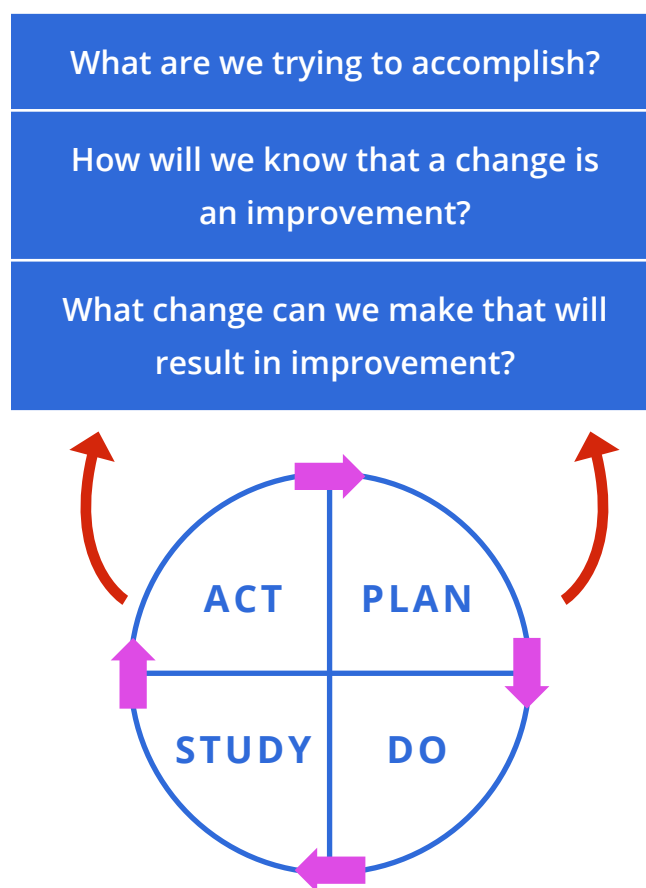 What are we trying to accomplish?
How will we know that a change is
an improvement?
What change can we make that will
result in improvement?
ACT
PLAN
STUDY
DO